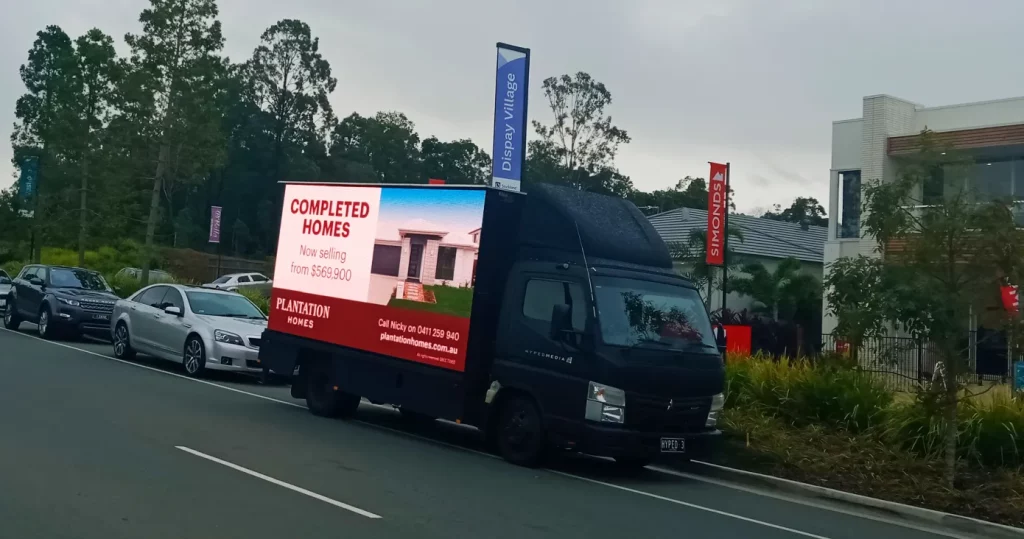 Dispay Village
SIMONDS
COMPLETED
HOMES
Now selling
from $569,900
PLANTATION
HOMES
Call Nicky on 0411 259 940
plantationhomes.com.au
HYPEDMEDIA
HYPED 3